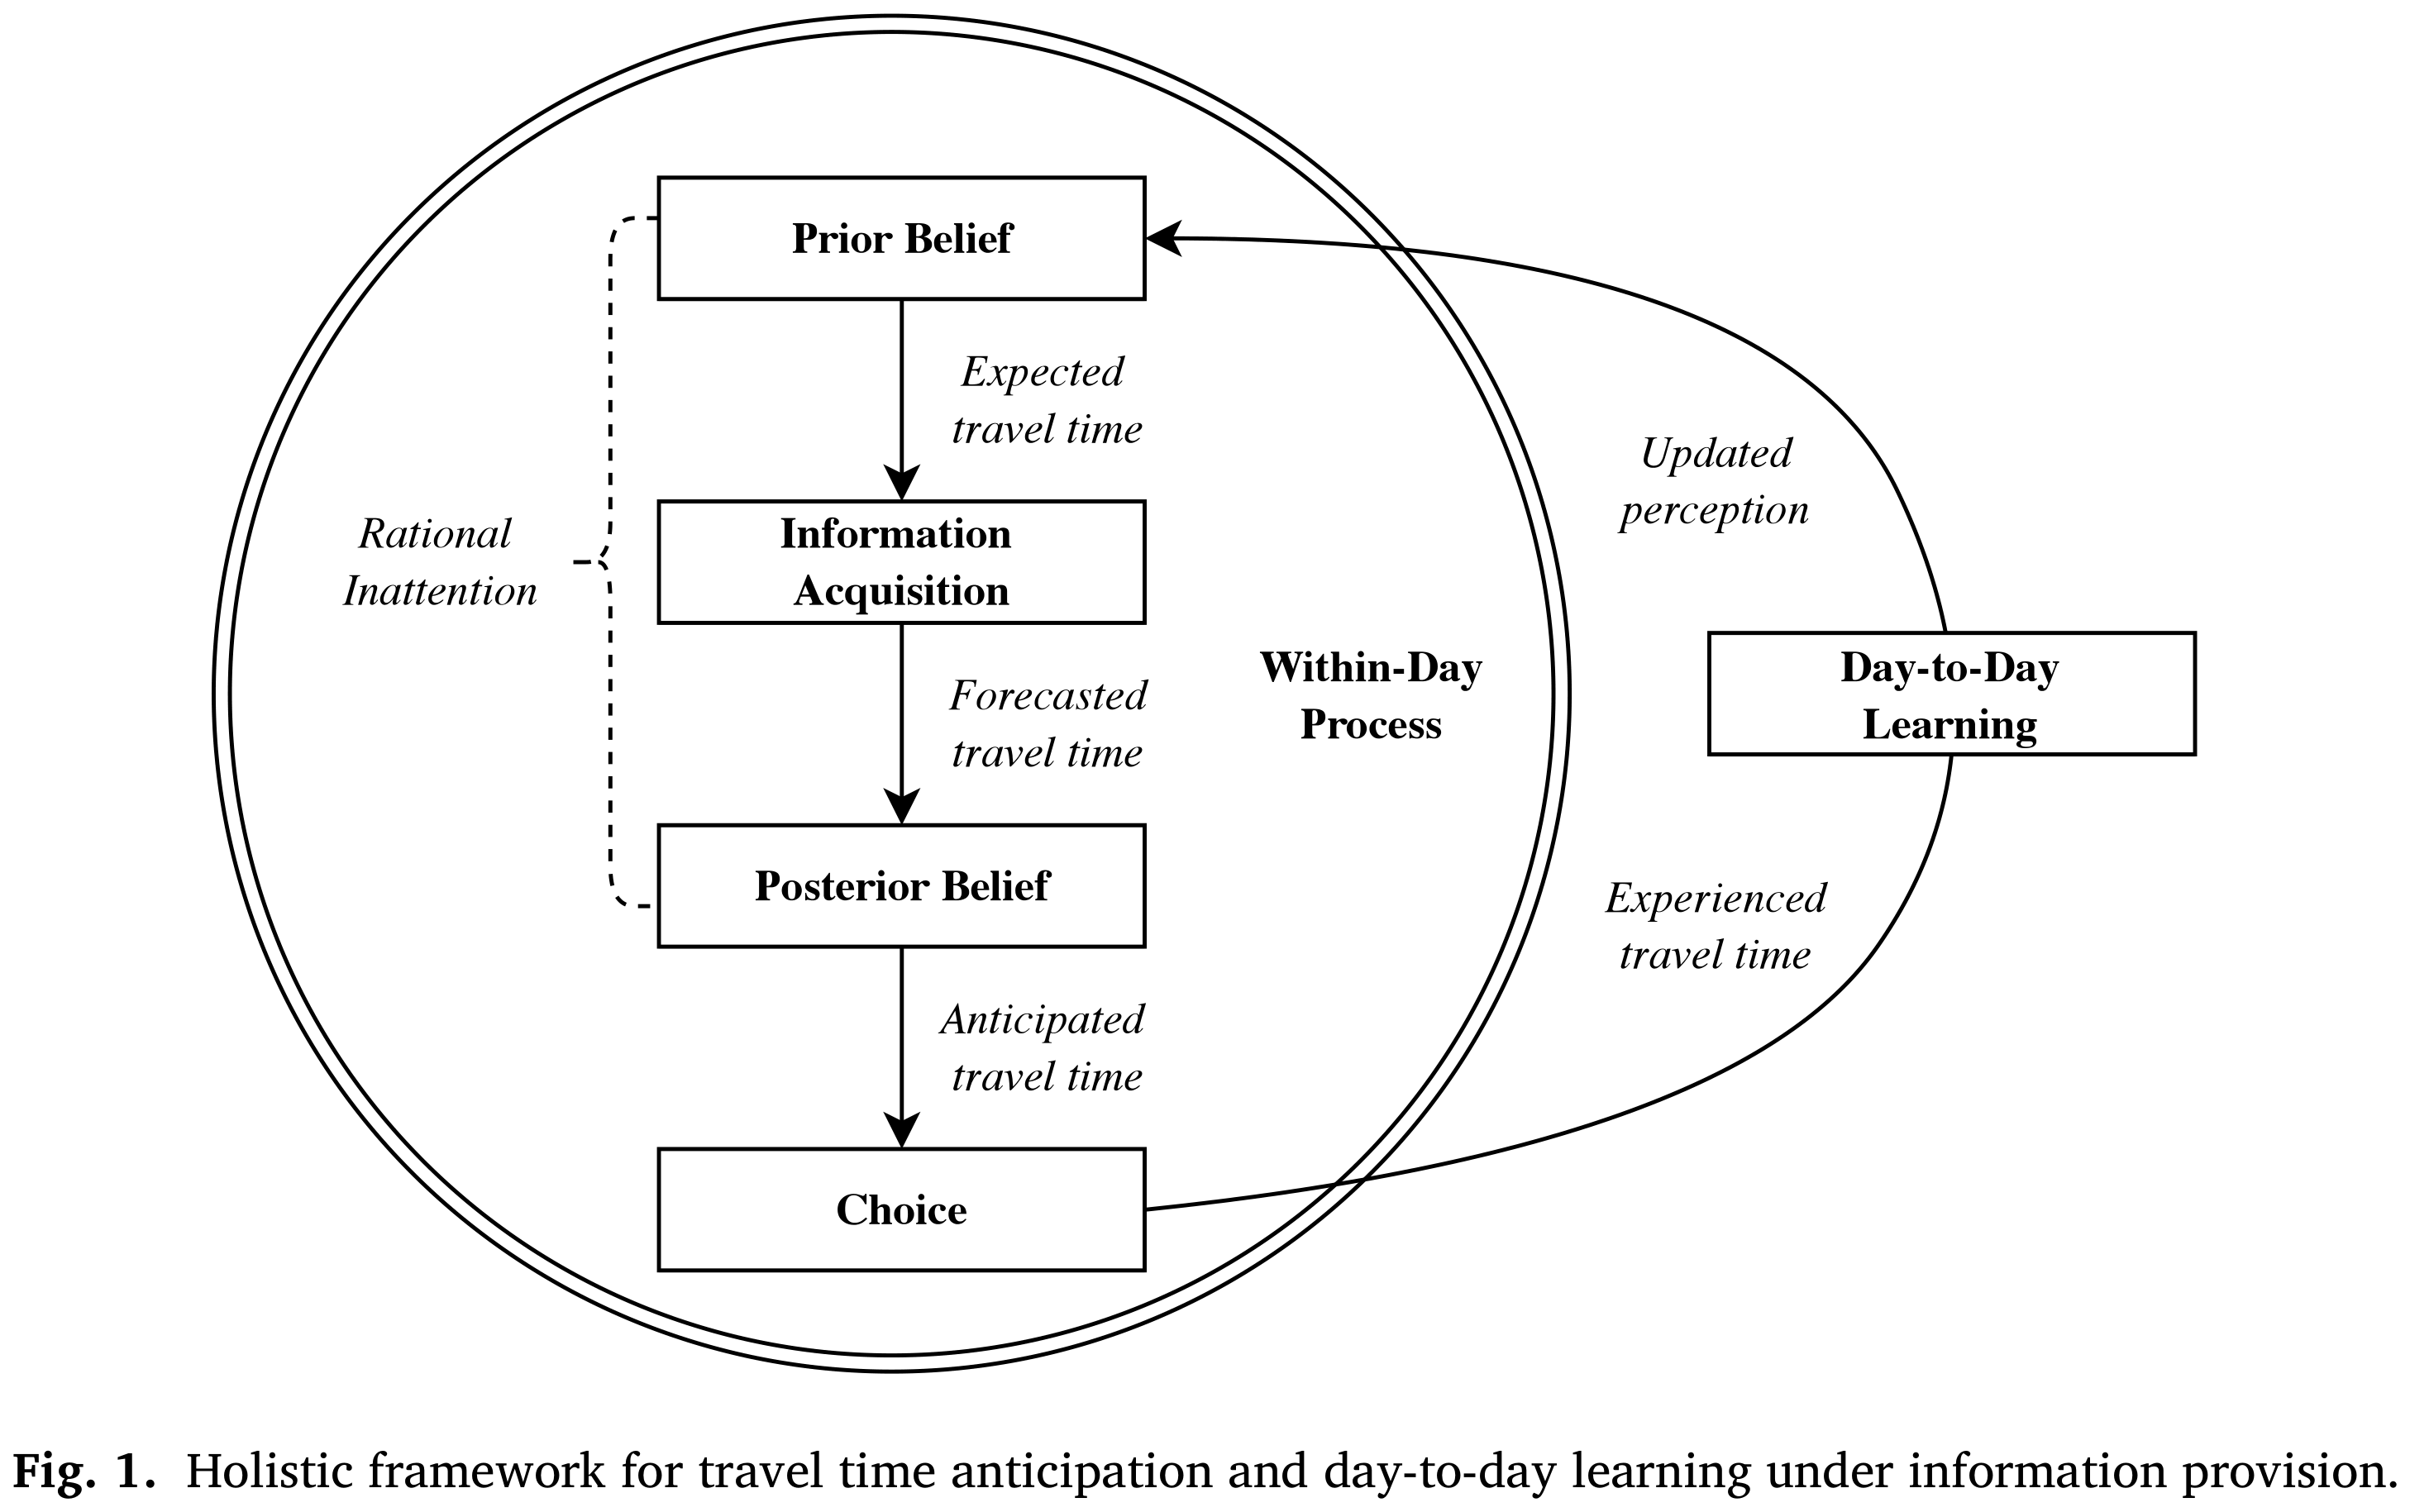 Prior Belief
Expected
travel time
Updated
perception
Rational
Inattention
Information
Acquisition
Forecasted
travel time
Within-Day
Process
Day-to-Day
Learning
Posterior Belief
Experienced
travel time
Anticipated
travel time
Choice
Fig. 1. Holistic framework for travel time anticipation and day-to-day learning under information provision.